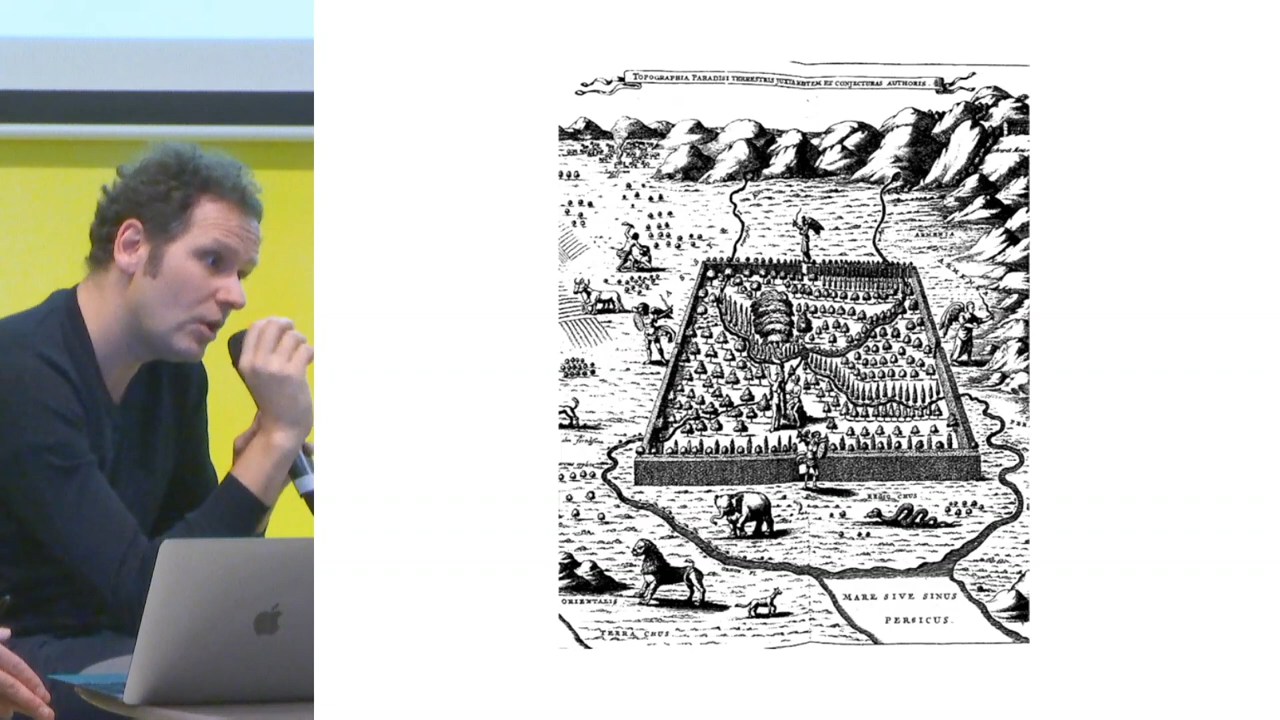 TOPOGRAPHIA PARADISI TERRESTRIS JUXTA MENTEM ET CONJECTURAS AUTHORIS.
ARMENIA
REGIO CHUS
ORIENTALIS
TERRA CHUS
MARE SIVE SINUS
PERSICUS.